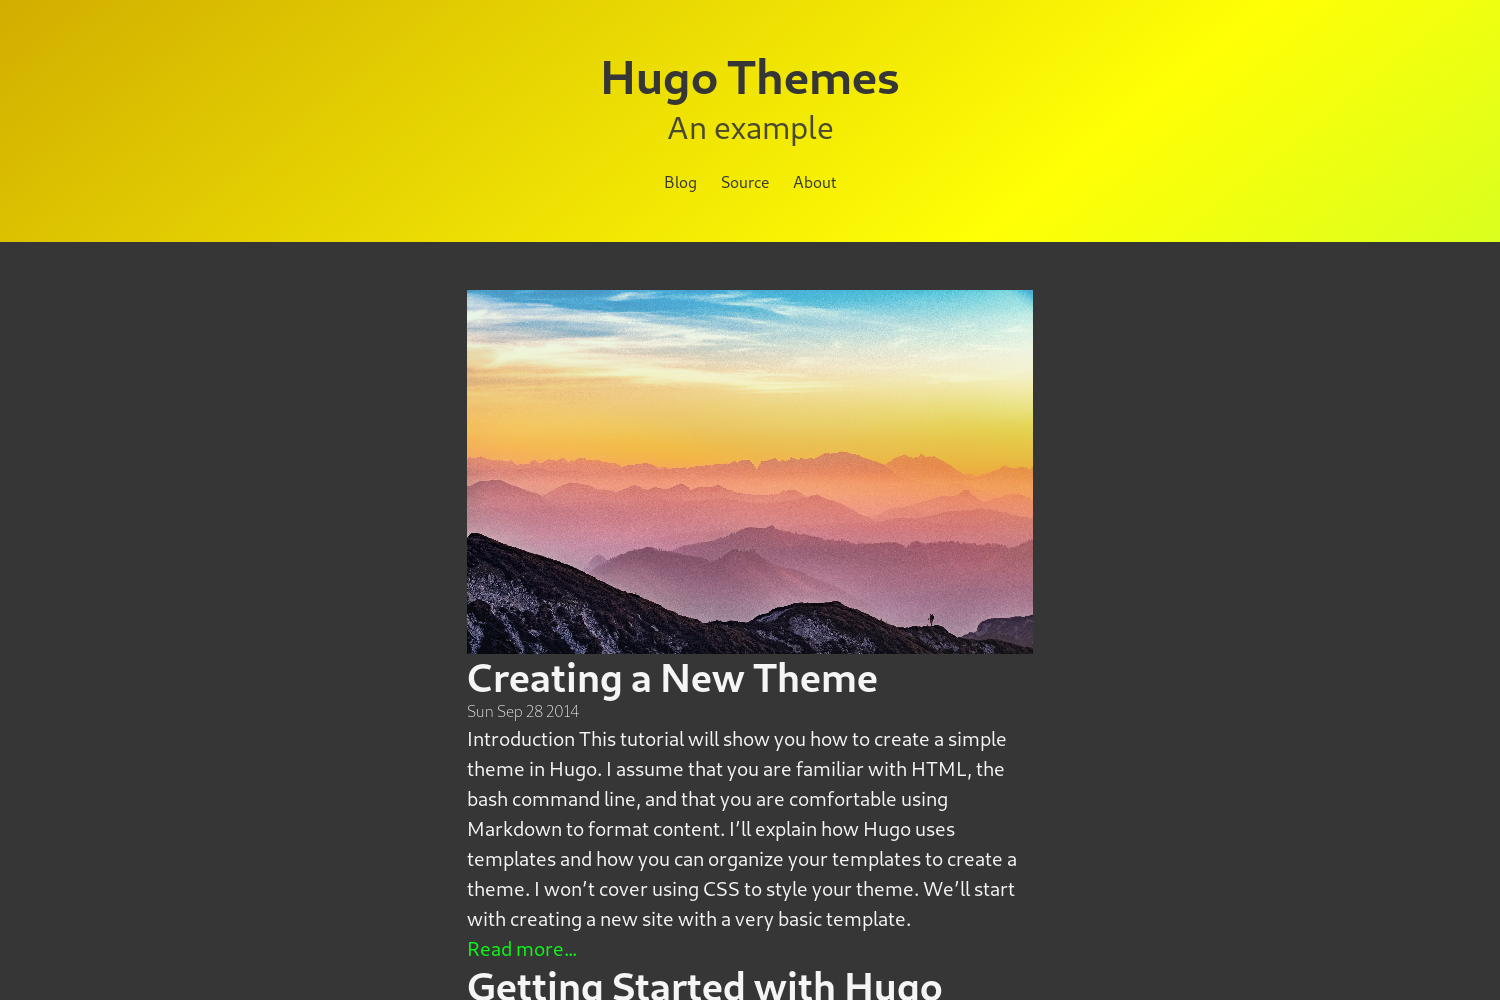 Hugo Themes
An example
Blog Source About
Creating a New Theme
Sun Sep 28 2014
Introduction This tutorial will show you how to create a simple
theme in Hugo. I assume that you are familiar with HTML, the
bash command line, and that you are comfortable using
Markdown to format content. I’ll explain how Hugo uses
templates and how you can organize your templates to create a
theme. I won’t cover using CSS to style your theme. We’ll start
with creating a new site with a very basic template.
Read more…
Getting Started with Hugo